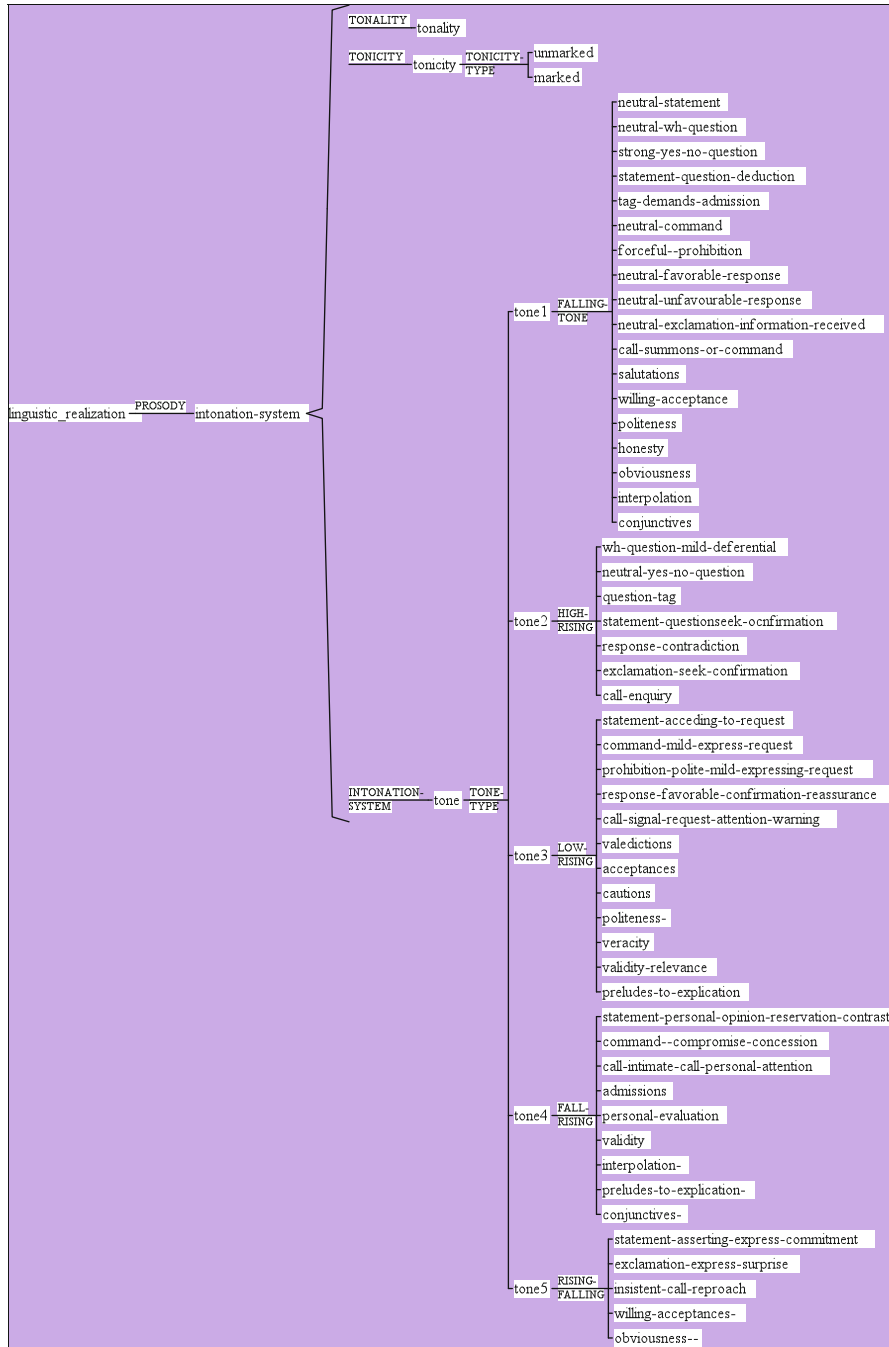 TONALITY
tonality
TONICITY
tonicity
TONICITY-
TYPE
unmarked
marked
linguistic_realization
PROSODY
intonation-system
INTONATION-
SYSTEM
tone
TONE-
TYPE
tone1
FALLING-
TONE
neutral-statement
neutral-wh-question
strong-yes-no-question
statement-question-deduction
tag-demands-admission
neutral-command
forceful--prohibition
neutral-favorable-response
neutral-unfavourable-response
neutral-exclamation-information-received
call-summons-or-command
salutations
willing-acceptance
politeness
honesty
obviousness
interpolation
conjunctives
tone2
HIGH-
RISING
wh-question-mild-deferential
neutral-yes-no-question
question-tag
statement-questionseek-ocnfirmation
response-contradiction
exclamation-seek-confirmation
call-enquiry
tone3
LOW-
RISING
statement-acceding-to-request
command-mild-express-request
prohibition-polite-mild-expressing-request
response-favorable-confirmation-reassurance
call-signal-request-attention-warning
valedictions
acceptances
cautions
politeness-
veracity
validity-relevance
preludes-to-explication
tone4
FALL-
RISING
statement-personal-opinion-reservation-contrast
command--compromise-concession
call-intimate-call-personal-attention
admissions
personal-evaluation
validity
interpolation-
preludes-to-explication-
conjunctives-
tone5
RISING-
FALLING
statement-asserting-express-commitment
exclamation-express-surprise
insistent-call-reproach
willing-acceptances-
obviousness--